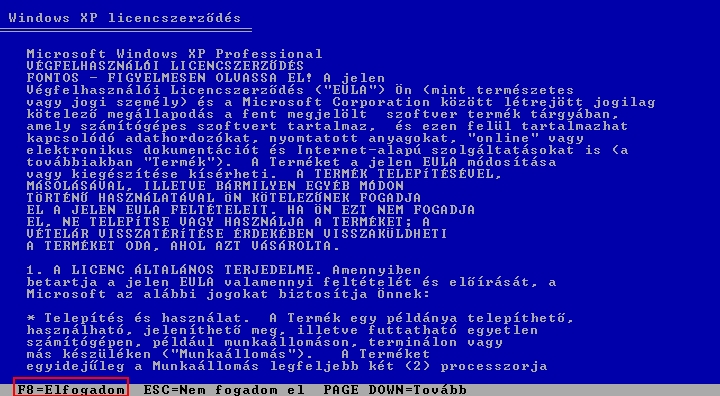 Windows XP licencszerződés
Microsoft Windows XP Professional
VÉGFELHASZNÁLÓI LICENCSZERZŐDÉS
FONTOS - FIGYELMESEN OLVASSA EL! A jelen
Végfelhasználói Licencszerződés ("EULA") Ön (mint természetes
vagy jogi személy) és a Microsoft Corporation között létrejött jogilag
kötelező megállapodás a fent megjelölt szoftver termék tárgyában,
amely számítógépes szoftvert tartalmaz, és ezen felül tartalmazhat
kapcsolódó adathordozókat, nyomtatott anyagokat, "online" vagy
elektronikus dokumentációt és Internet-alapú szolgáltatásokat is (a
továbbiakban "Termék"). A Terméket a jelen EULA módosítása
vagy kiegészítése kísérheti. A TERMÉK TELEPÍTÉSÉVEL,
MÁSOLÁSÁVAL, ILLETVE BÁRMILYEN EGYÉB MÓDON
TÖRTÉNŐ HASZNÁLATÁVAL ÖN KÖTELEZŐNEK FOGADJA
EL A JELEN EULA FELTÉTELEIT. HA ÖN EZT NEM FOGADJA
EL, NE TELEPÍTSE VAGY HASZNÁLJA A TERMÉKET; A
VÉTELÁR VISSZATÉRÍTÉSE ÉRDEKÉBEN VISSZAKÜLDHETI
A TERMÉKET ODA, AHOL AZT VÁSÁROLTA.
1. A LICENC ÁLTALÁNOS TERJEDELME. Amennyiben
betartja a jelen EULA valamennyi feltételét és előírását, a
Microsoft az alábbi jogokat biztosítja Önnek:
* Telepítés és használat. A Termék egy példánya telepíthető,
használható, jeleníthető meg, illetve futtatható egyetlen
számítógépen, például munkaállomáson, terminálon vagy
más készüléken ("Munkaállomás"). A Terméket
egyidejűleg a Munkaállomás legfeljebb két (2) processzorja
F8=Elfogadom ESC=Nem fogadom el PAGE DOWN=Tovább